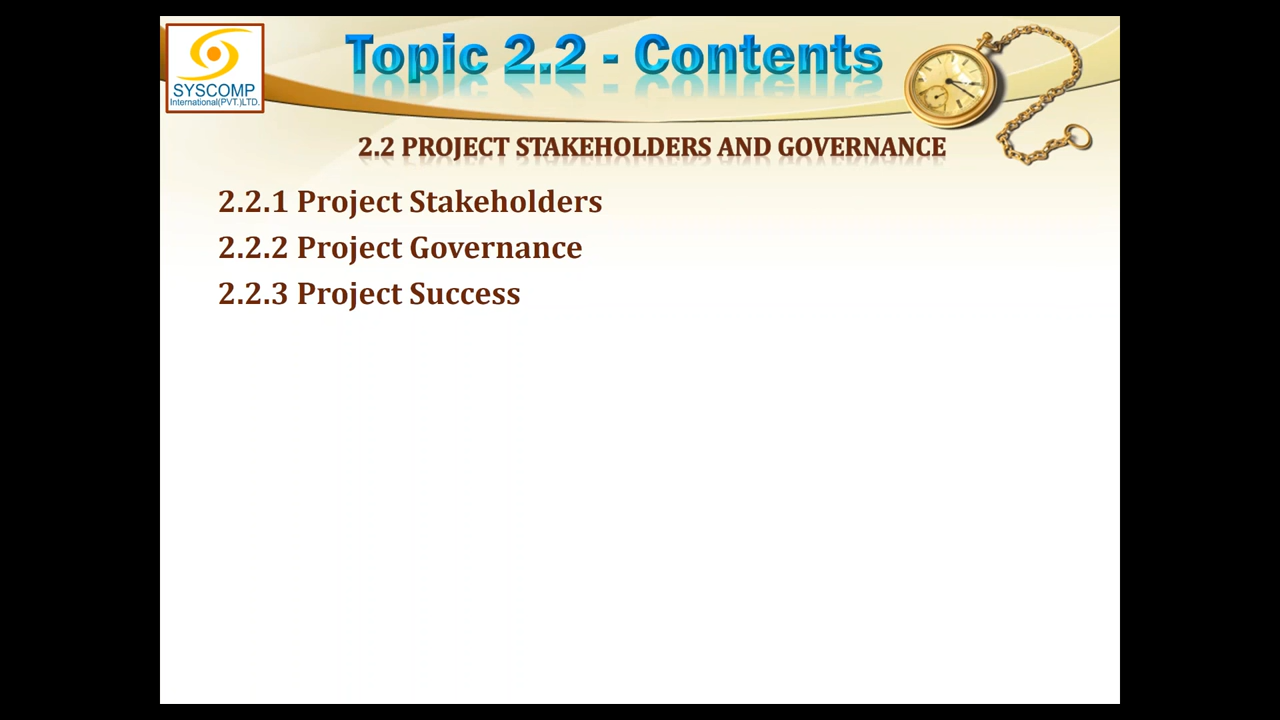 Topic 2.2 - Contents
SYSCOMP
International(PVT.)LTD.
2.2 PROJECT STAKEHOLDERS AND GOVERNANCE
2.2.1 Project Stakeholders
2.2.2 Project Governance
2.2.3 Project Success